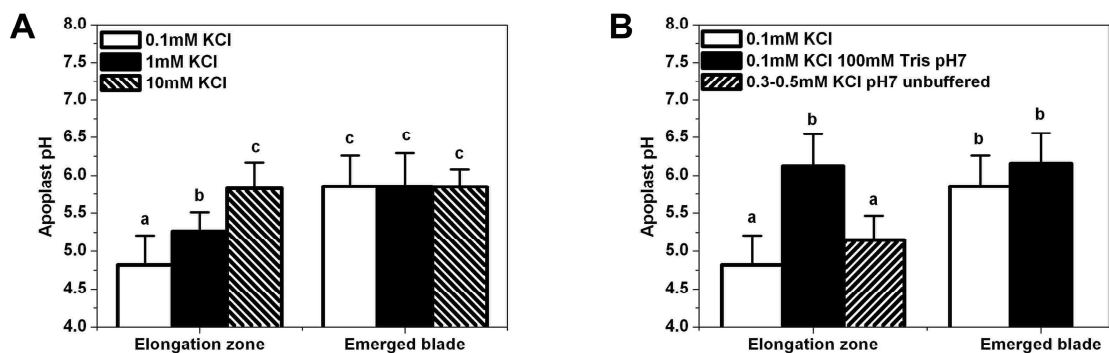 A
8.0
7.5
7.0
6.5
6.0
5.5
5.0
4.5
4.0
Apoplast pH
0.1mM KCl
1mM KCl
10mM KCl
a
b
c
c
c
c
Elongation zone
Emerged blade
B
8.0
7.5
7.0
6.5
6.0
5.5
5.0
4.5
4.0
Apoplast pH
0.1mM KCl
0.1mM KCl 100mM Tris pH7
0.3-0.5mM KCl pH7 unbuffered
a
b
a
b
b
Elongation zone
Emerged blade